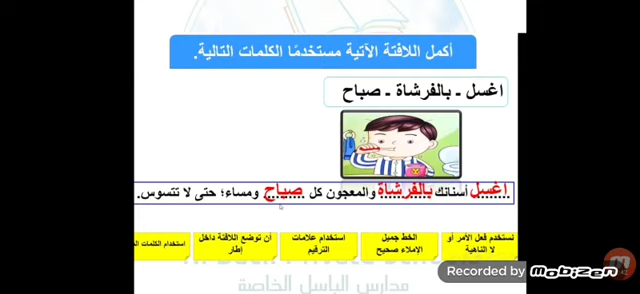 أكمل اللافتة الآتية مستخدمًا الكلمات التالية.
اغسل ـ بالفرشاة ـ صباح
اغسل أسنانك بالفرشاة والمعجون كل صباح ومساء؛ حتى لا تتسوس.
نستخدم فعل الأمر أو لا الناهية
الخط جميل الإملاء صحيح
استخدام علامات الترقيم
أن توضع اللافتة داخل إطار
استخدام الكلمات
Recorded by mobizen
مدارس الباسل الخاصة